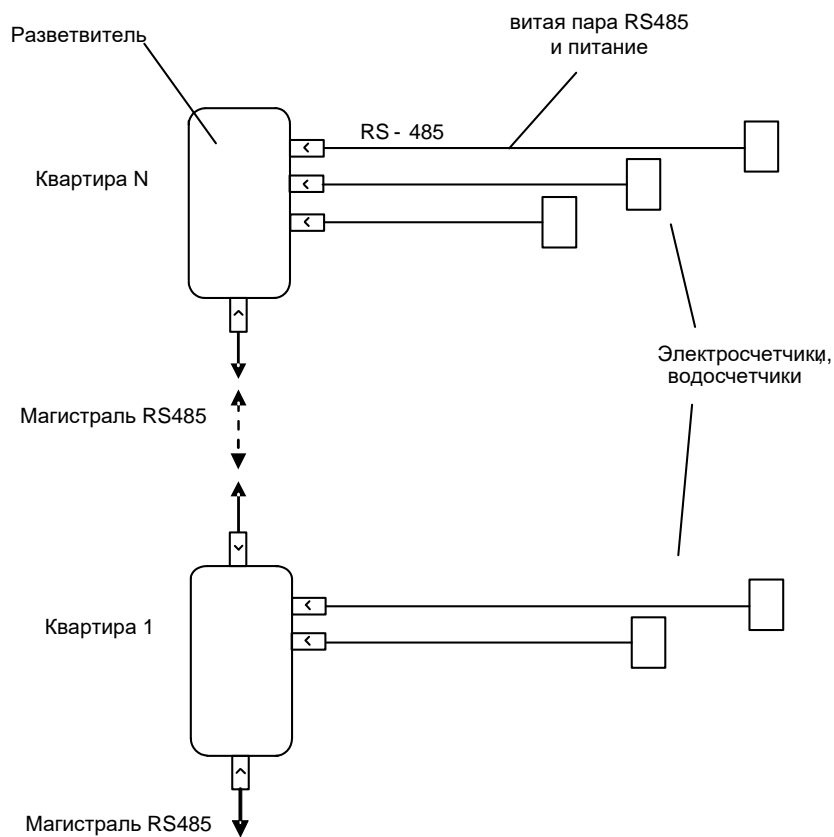 Разветвитель
витая пара RS485
и питание
RS - 485
Квартира N
Электросчетчики,
водосчетчики
Магистраль RS485
Квартира 1
Магистраль RS485